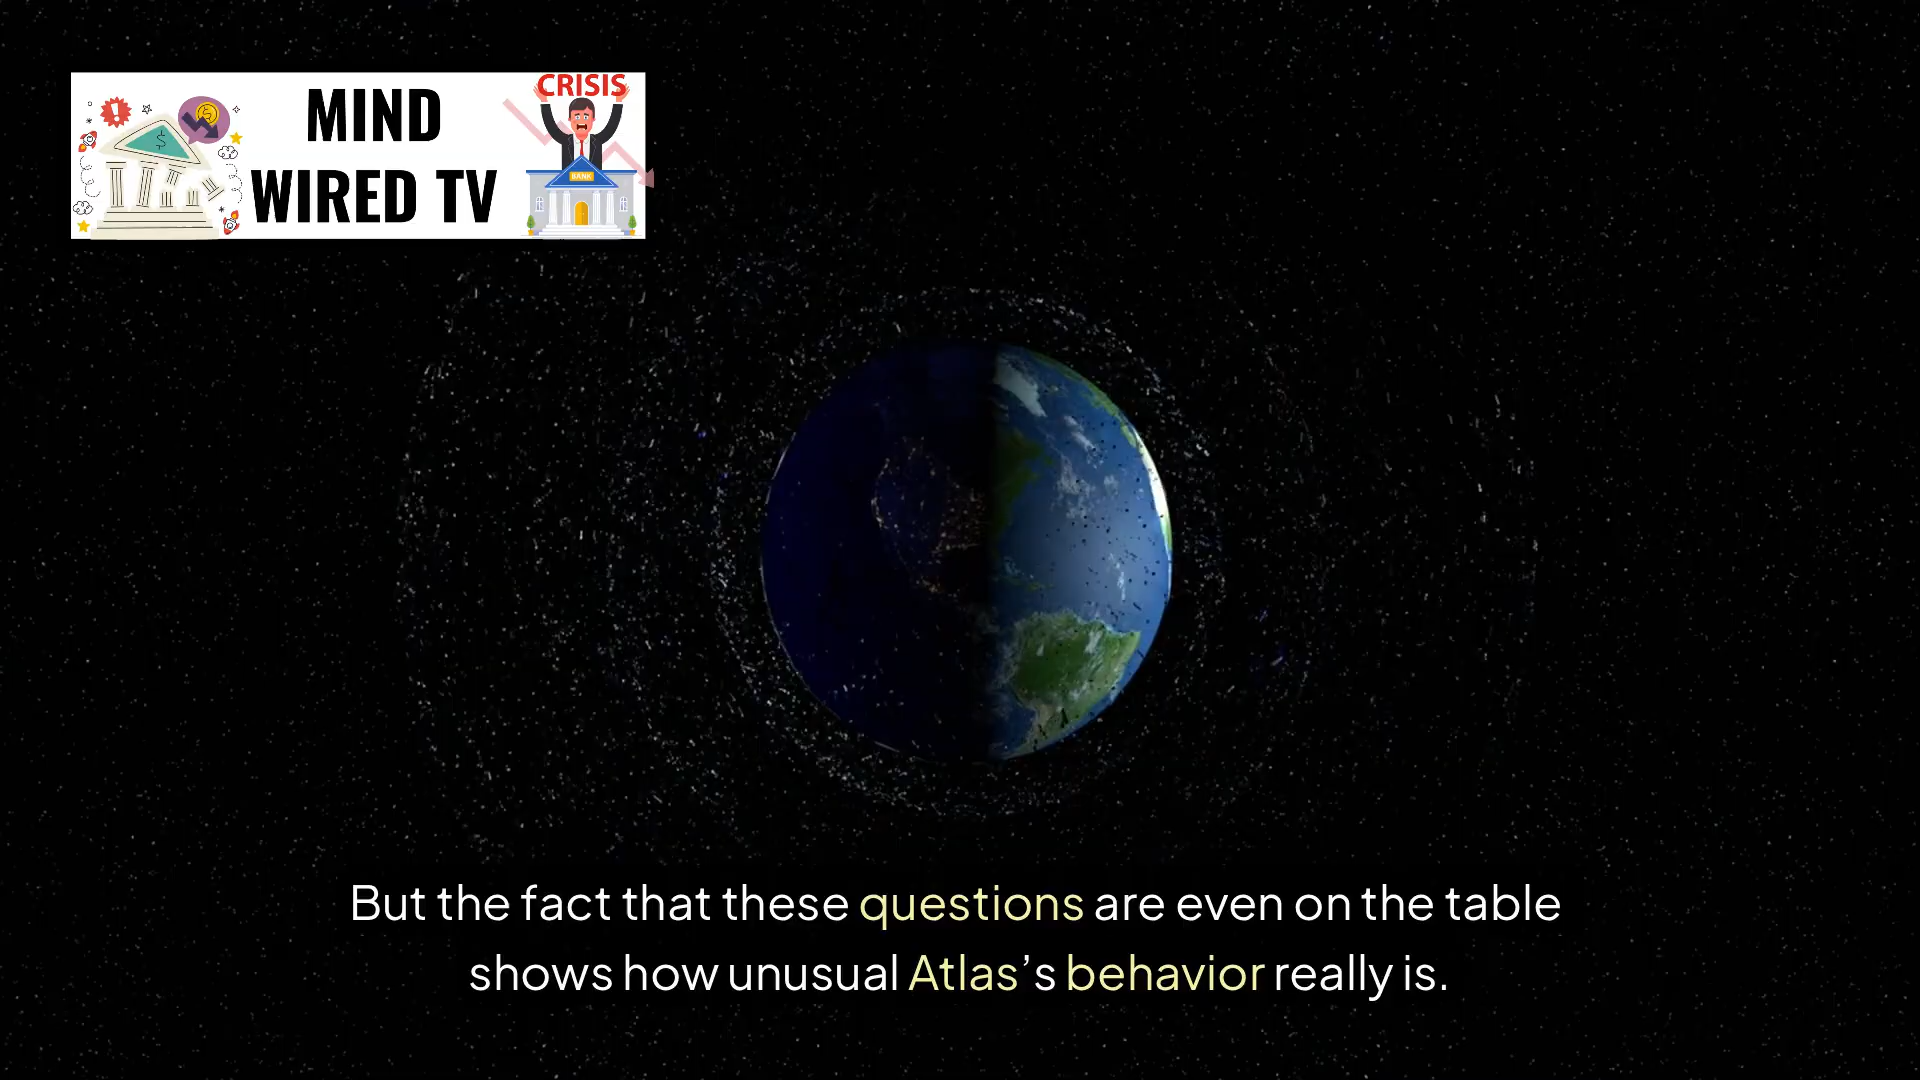 CRISIS
MIND
WIRED TV
BANK
But the fact that these questions are even on the table
shows how unusual Atlas’s behavior really is.